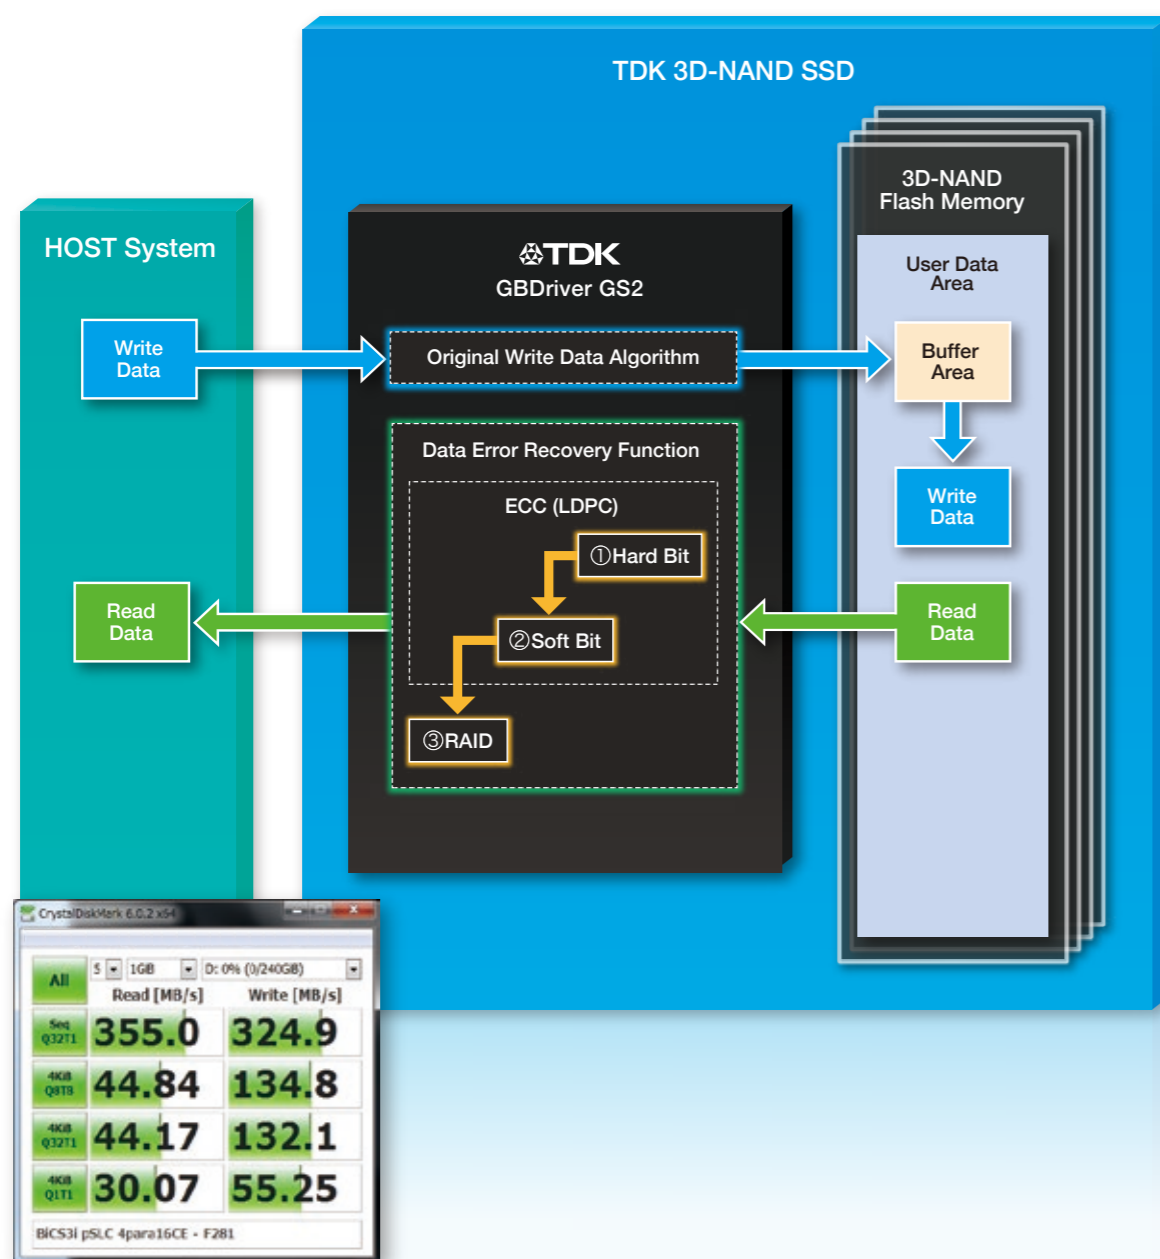 TDK 3D-NAND SSD
3D-NAND
Flash Memory
HOST System
TDK
GBDriver GS2
User Data
Area
Write
Data
Original Write Data Algorithm
Buffer
Area
Data Error Recovery Function
ECC (LDPC)
Write
Data
①Hard Bit
Read
Data
②Soft Bit
Read
Data
③RAID
CrystalDiskMark 6.0.2 x64
All
5
1GB
D: 0% (0/240GB)
Read [MB/s]
Write [MB/s]
Seq
Q32T1
355.0
324.9
4KiB
Q8T8
44.84
134.8
4KiB
Q32T1
44.17
132.1
4KiB
Q1T1
30.07
55.25
BiCS3i pSLC 4para16CE - F281